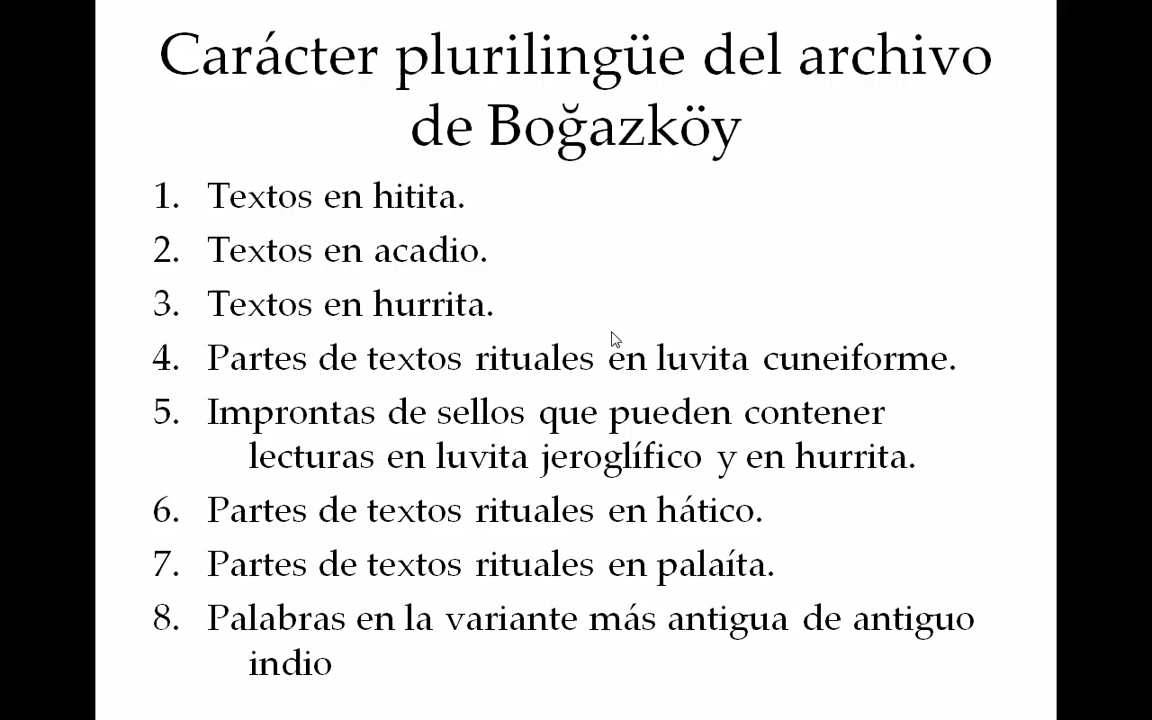 Carácter plurilingüe del archivo
de Boğazköy
1. Textos en hitita.
2. Textos en acadio.
3. Textos en hurrita.
4. Partes de textos rituales en luvita cuneiforme.
5. Improntas de sellos que pueden contener
lecturas en luvita jeroglífico y en hurrita.
6. Partes de textos rituales en hático.
7. Partes de textos rituales en palaíta.
8. Palabras en la variante más antigua de antiguo
indio